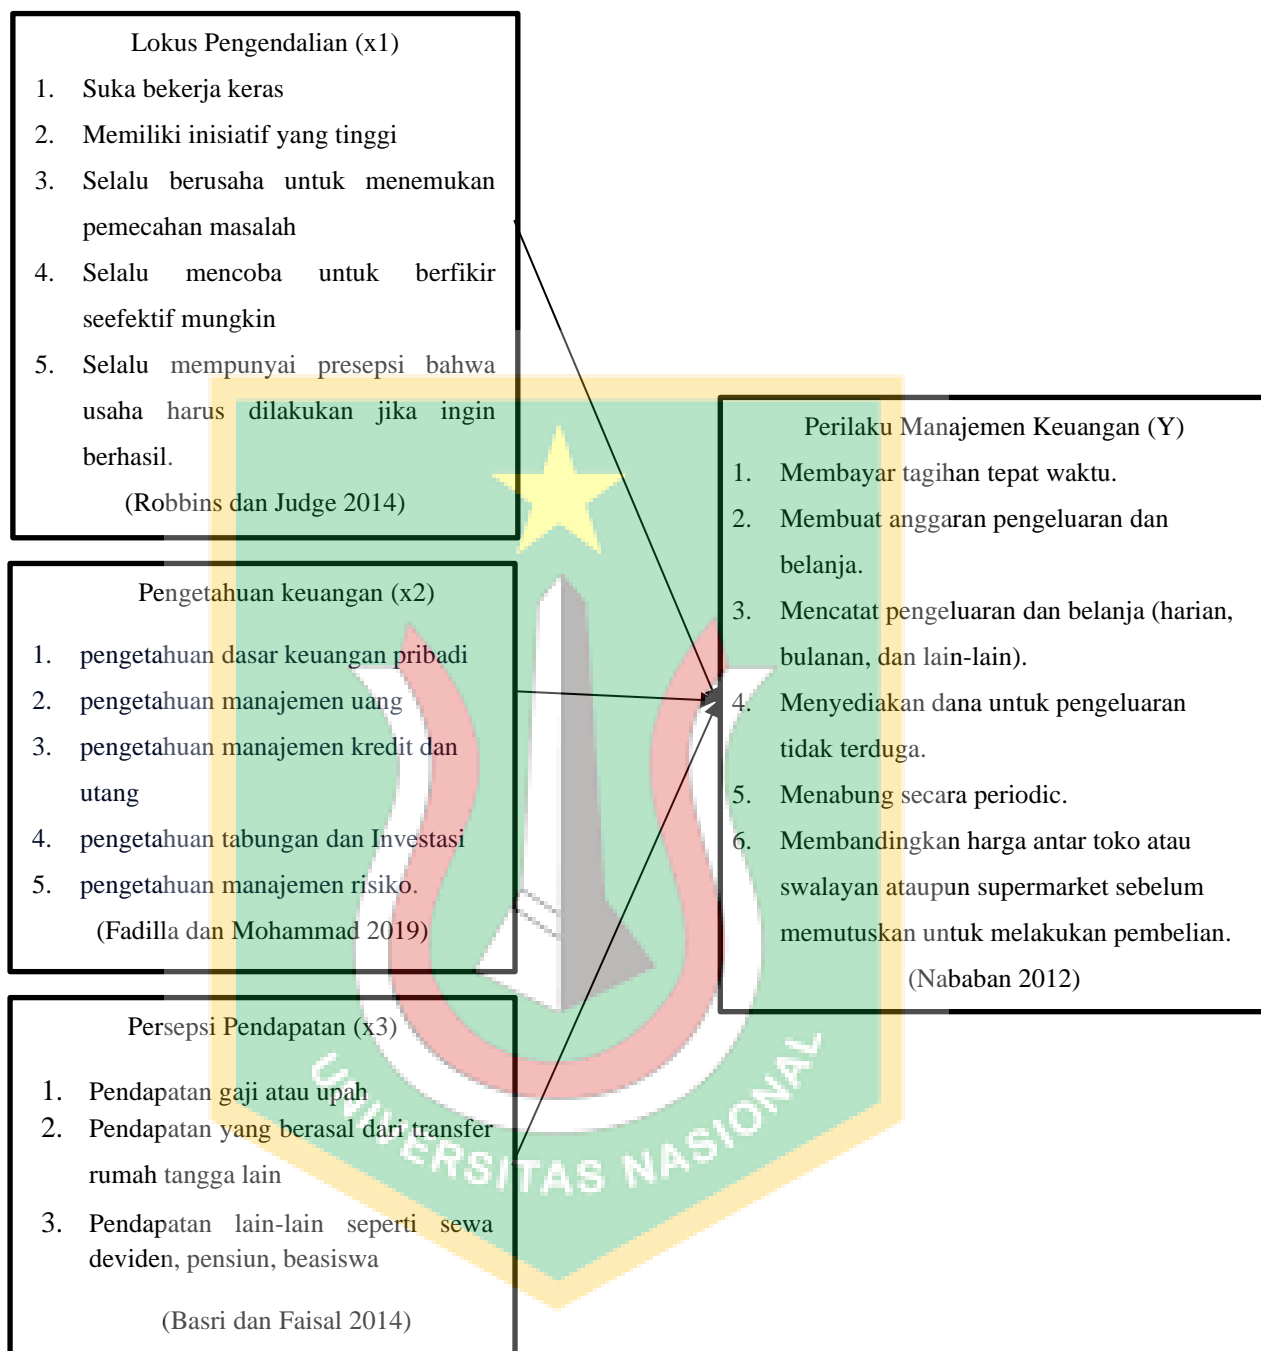 Lokus Pengendalian (x1)
1. Suka bekerja keras
2. Memiliki inisiatif yang tinggi
3. Selalu berusaha untuk menemukan
pemecahan masalah
4. Selalu mencoba untuk berfikir
seefektif mungkin
5. Selalu mempunyai presepsi bahwa
usaha harus dilakukan jika ingin
berhasil.
(Robbins dan Judge 2014)
Pengetahuan keuangan (x2)
1. pengetahuan dasar keuangan pribadi
2. pengetahuan manajemen uang
3. pengetahuan manajemen kredit dan
utang
4. pengetahuan tabungan dan Investasi
5. pengetahuan manajemen risiko.
(Fadilla dan Mohammad 2019)
Persepsi Pendapatan (x3)
1. Pendapatan gaji atau upah
2. Pendapatan yang berasal dari transfer
rumah tangga lain
3. Pendapatan lain-lain seperti sewa
deviden, pensiun, beasiswa
(Basri dan Faisal 2014)
Perilaku Manajemen Keuangan (Y)
1. Membayar tagihan tepat waktu.
2. Membuat anggaran pengeluaran dan
belanja.
3. Mencatat pengeluaran dan belanja (harian,
bulanan, dan lain-lain).
4. Menyediakan dana untuk pengeluaran
tidak terduga.
5. Menabung secara periodic.
6. Membandingkan harga antar toko atau
swalayan ataupun supermarket sebelum
memutuskan untuk melakukan pembelian.
(Nababan 2012)
UNIVERSITAS NASIONAL